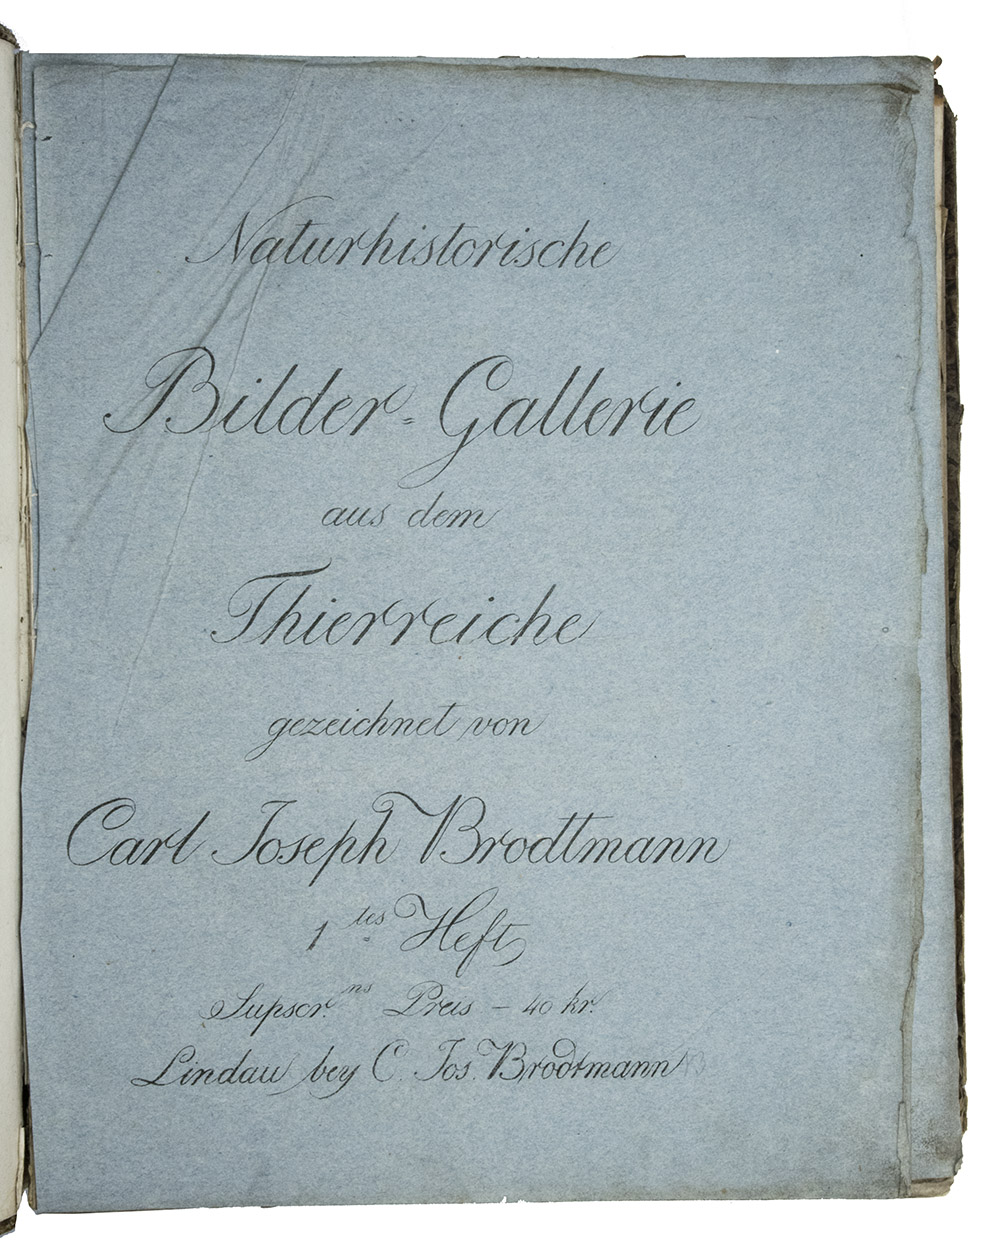 Naturhistorische
Bilder=Gallerie
aus dem
Thierreiche
gezeichnet von
Carl Joseph Brodtmann
1tes Heft
Supscr.ns Preis – 40 kr.
Lindau bey C. Jos. Brodtmann